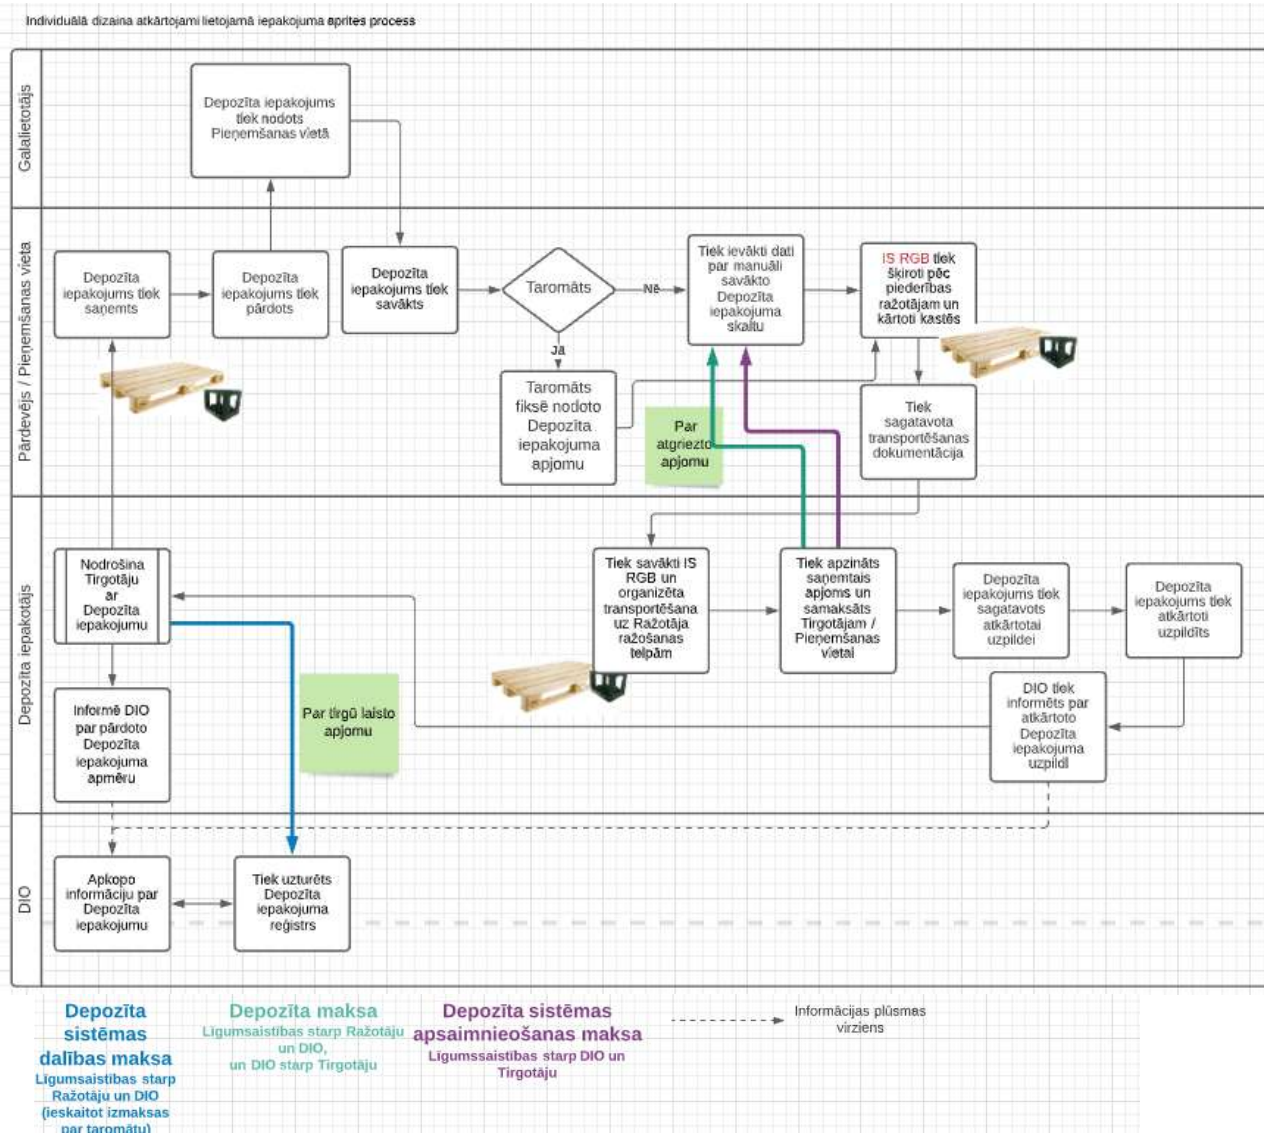 Individuālā dizaina atkārtojami lietojamā iepakojuma aprites process
Galalietotājs
Depozīta iepakojums
tiek nodots
Pieņemšanas vietā
Pārdevējs / Pieņemšanas vieta
Depozīta
iepakojums tiek
saņemts
Depozīta
iepakojums tiek
pārdots
Depozīta
iepakojums tiek
savākts
Taromāts
Nē
Jā
Tiek ievākti dati
par manuāli
savākto
Depozīta
iepakojuma
skaitu
IS RGB tiek
šķiroti pēc
piederības
ražotājam un
kārtoti kastēs
Taromāts
fiksē nodoto
Depozīta
iepakojuma
apjomu
Par
atgriezto
apjomu
Tiek
sagatavota
transportēšanas
dokumentācija
Depozīta iepakotājs
Nodrošina
Tirgotāju
ar
Depozīta
iepakojumu
Tiek savākti IS
RGB un
organizēta
transportēšana
uz Ražotāja
ražošanas
telpām
Tiek apzināts
saņemtais
apjoms un
samaksāts
Tirgotājam /
Pieņemšanas
vietai
Depozīta
iepakojums tiek
sagatavots
atkārtotai
uzpildei
Depozīta
iepakojums tiek
atkārtoti
uzpildīts
Informē DIO
par pārdoto
Depozīta
iepakojuma
apmēru
Par tirgū laisto
apjomu
DIO tiek
informēts par
atkārtoto
Depozīta
iepakojuma
uzpildi
DIO
Apkopo
informāciju par
Depozīta
iepakojumu
Tiek uzturēts
Depozīta
iepakojuma
reģistrs
Depozīta
sistēmas
dalības maksa
Līgumsaistības starp
Ražotāju un DIO
(ieskaitot izmaksas
par taromātu)
Depozīta maksa
Līgumsaistības starp Ražotāju
un DIO,
un DIO starp Tirgotāju
Depozīta sistēmas
apsaimnieošanas maksa
Līgumssaistības starp DIO un
Tirgotāju
Informācijas plūsmas
virziens